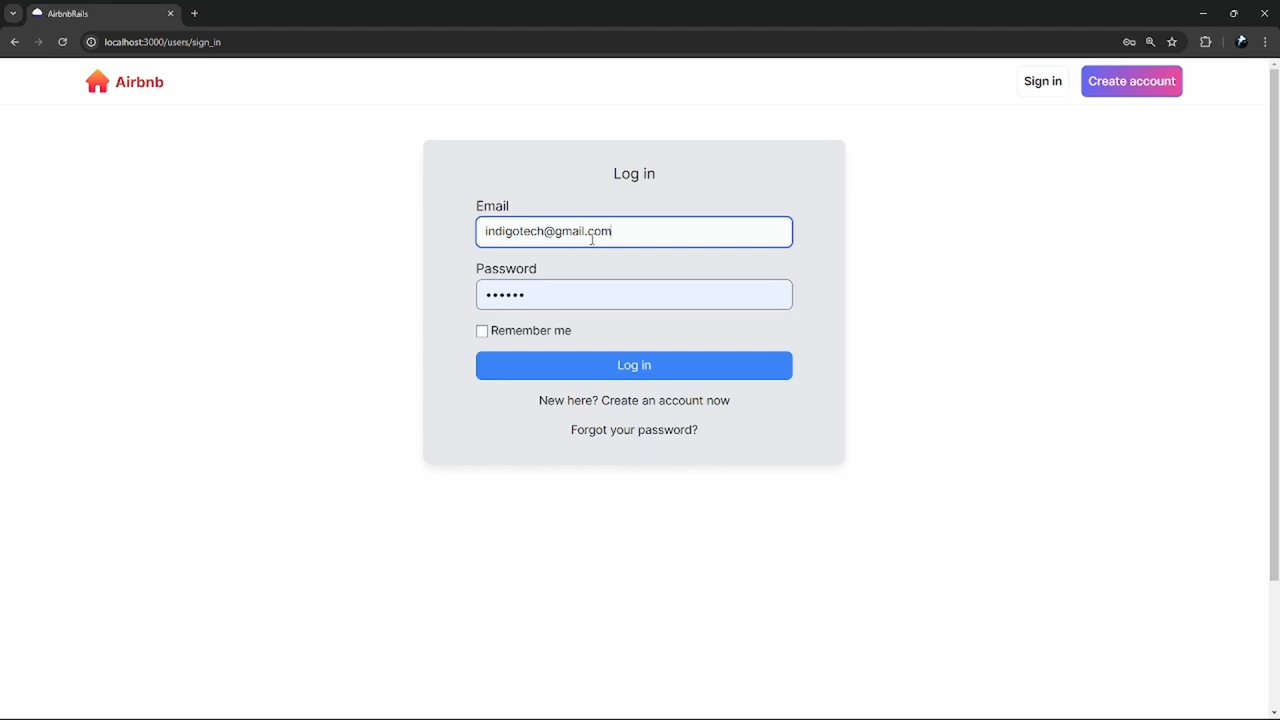 AirbnbRails
localhost:3000/users/sign_in
Airbnb
Sign in
Create account
Log in
Email
indigotech@gmail.com
Password
••••••
Remember me
Log in
New here? Create an account now
Forgot your password?